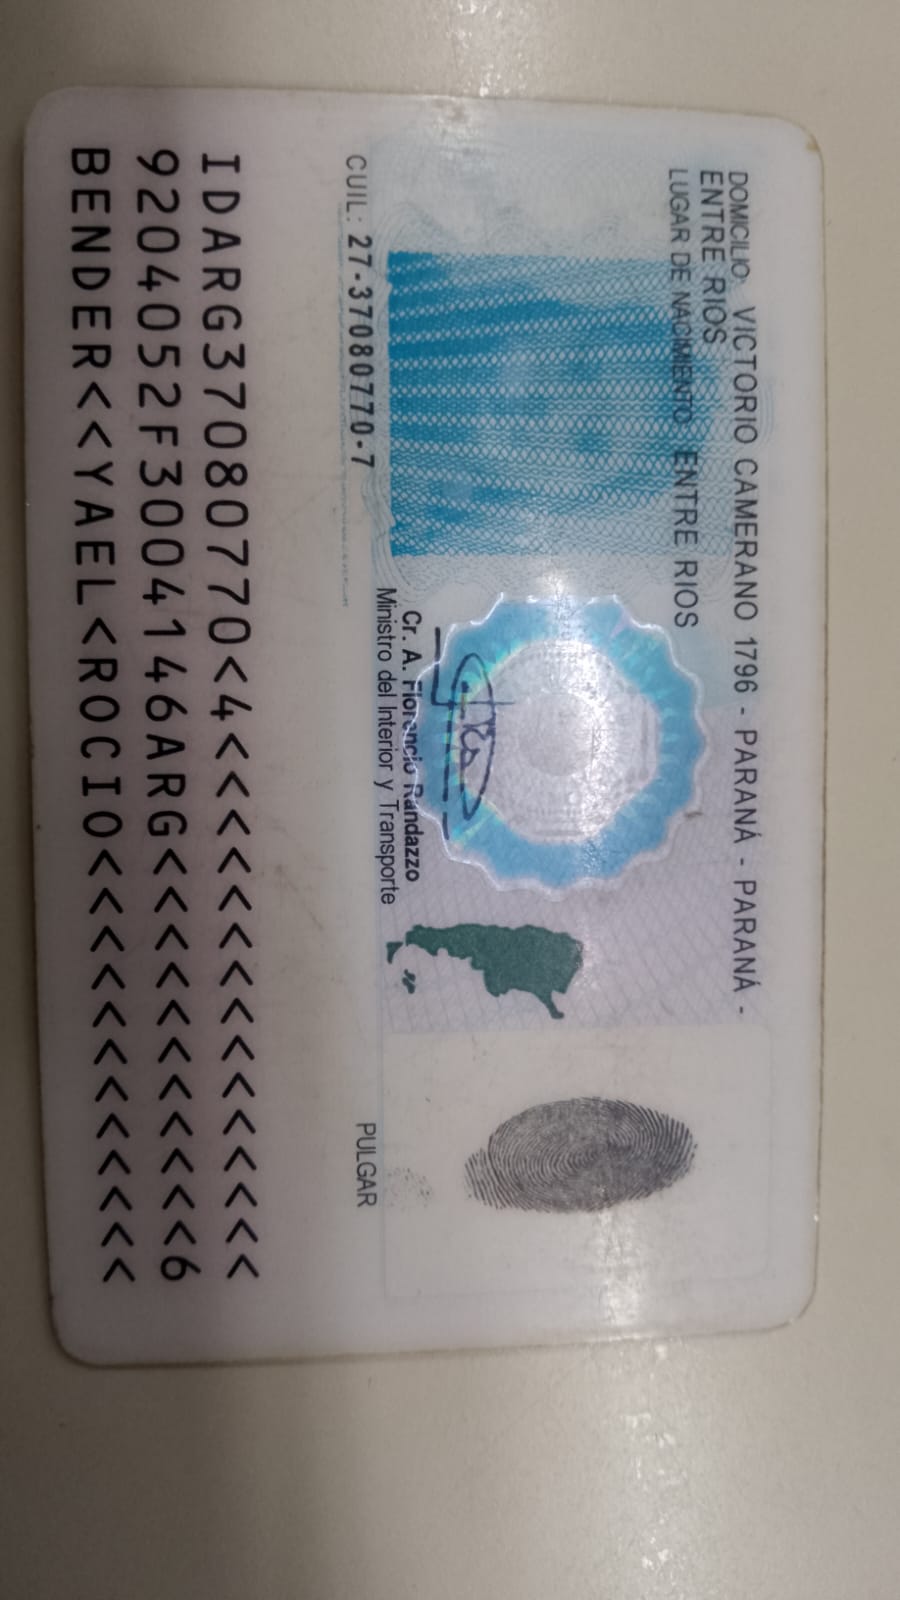 DOMICILIO: VICTORIO CAMERANO 1796 - PARANÁ - PARANÁ -
ENTRE RIOS
LUGAR DE NACIMIENTO: ENTRE RIOS
Cr. A. Florencio Randazzo
Ministro del Interior y Transporte
CUIL: 27-37080770-7
PULGAR
IDARG37080770<4<<<<<<<<<<<<<<<
9204052F3004146ARG<<<<<<<<<<<6
BENDER<<YAEL<ROCIO<<<<<<<<<<<<